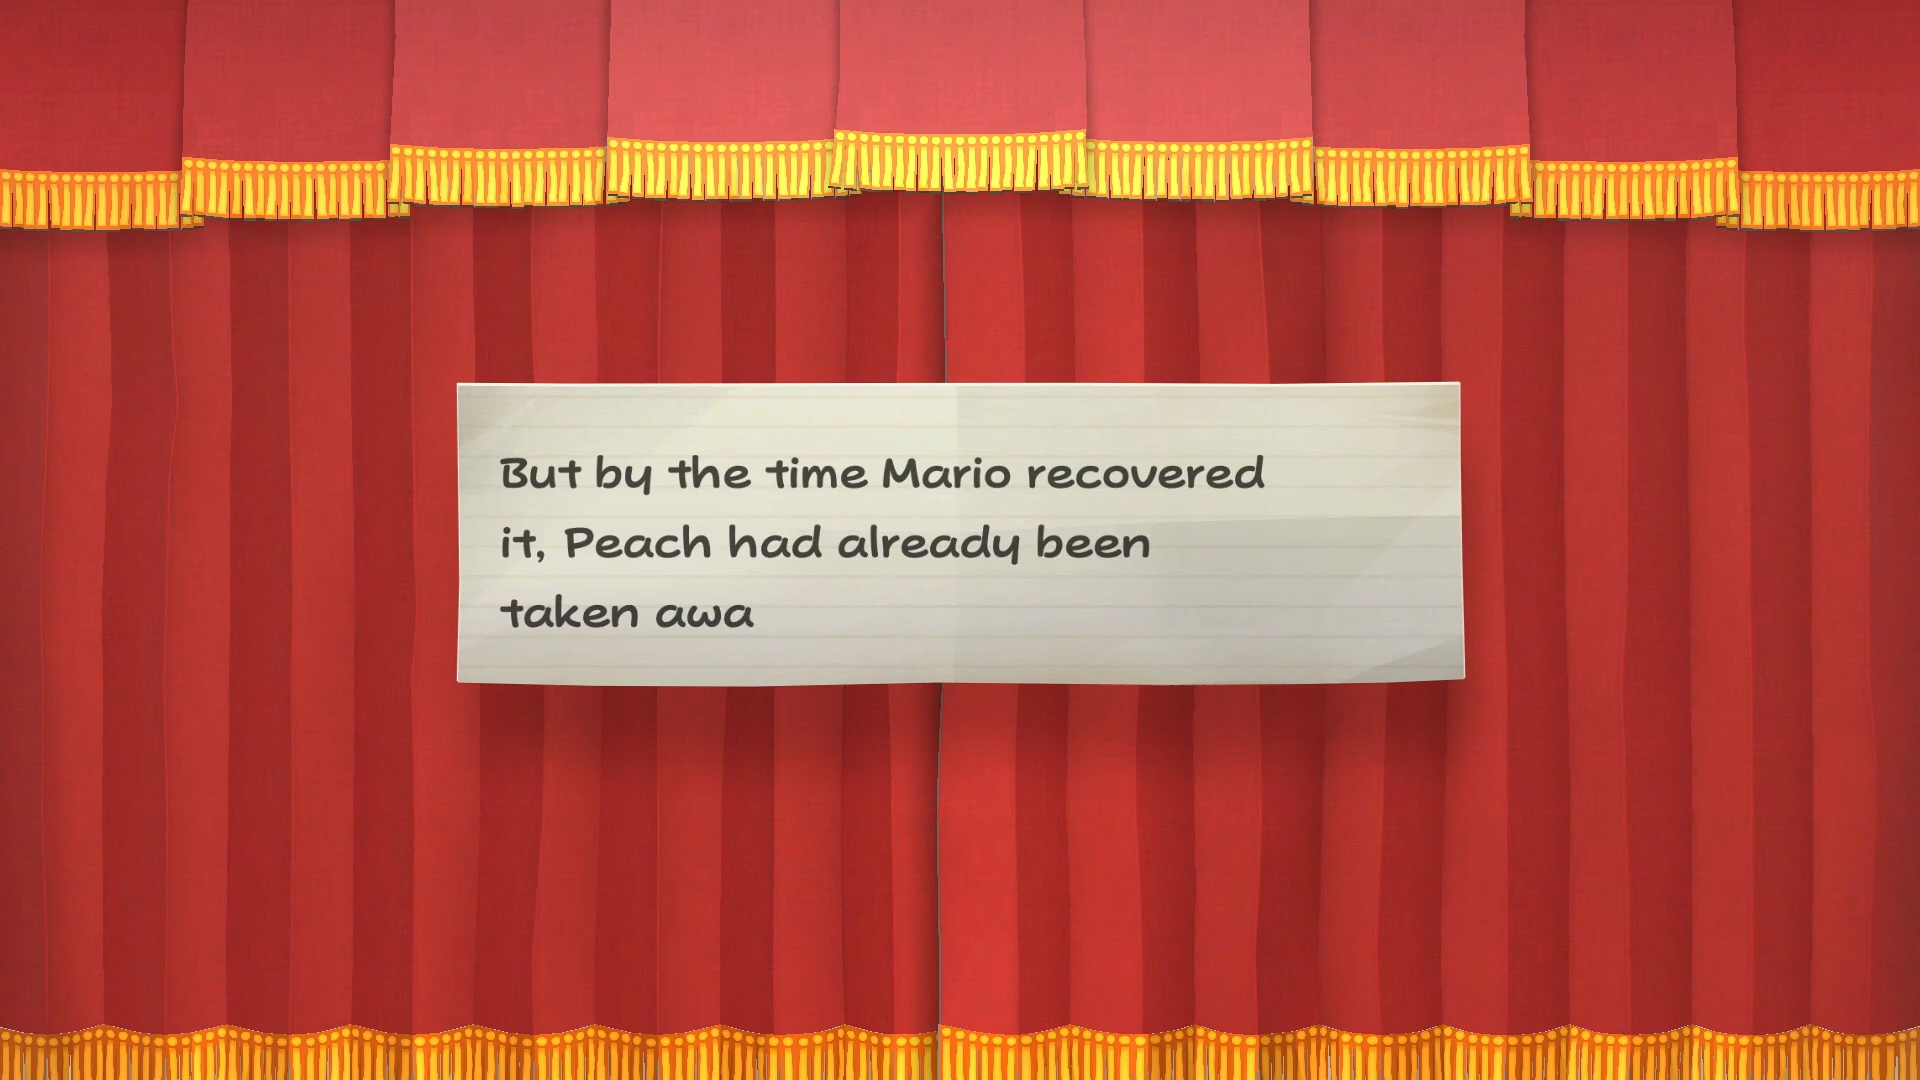 But by the time Mario recovered
it, Peach had already been
taken awa